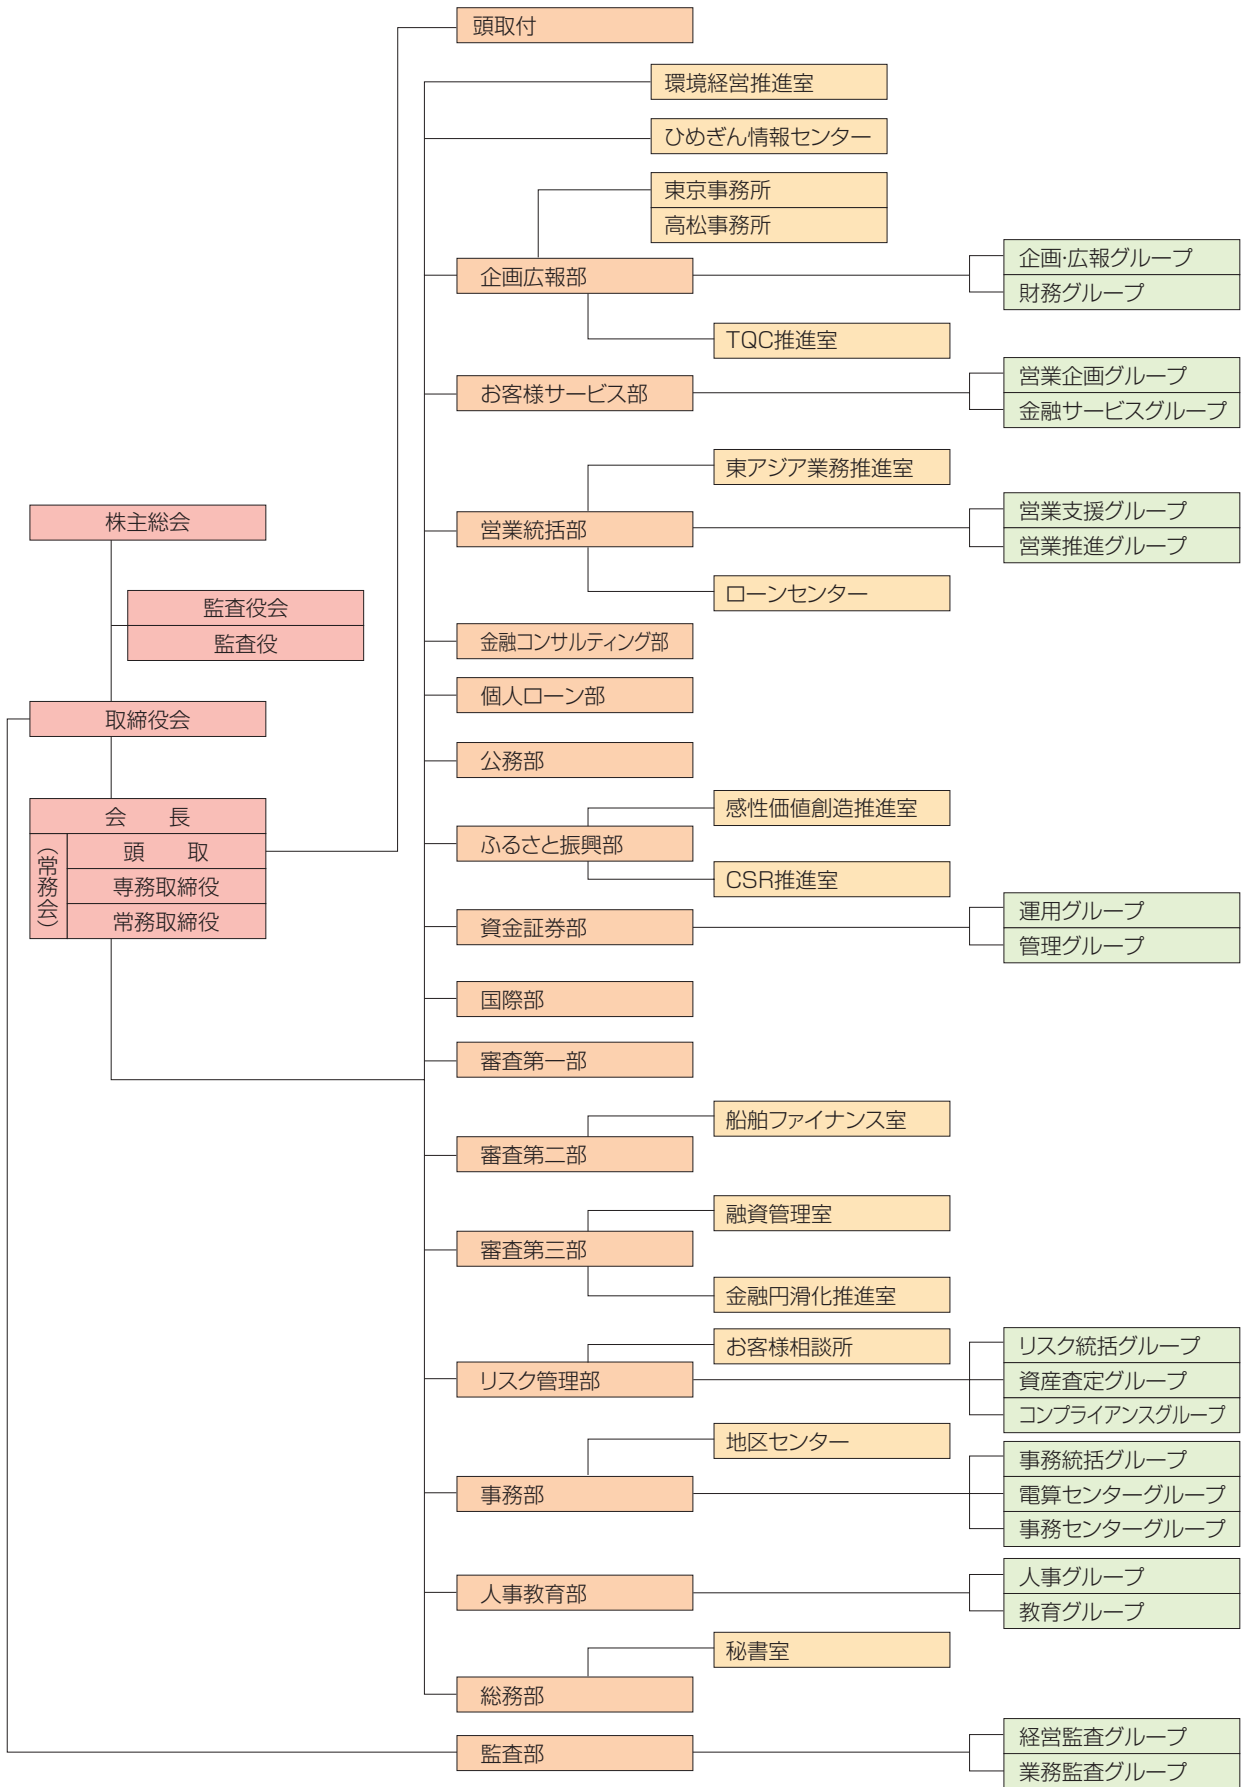 頭取付
環境経営推進室
ひめぎん情報センター
東京事務所
高松事務所
企画広報部
企画・広報グループ
財務グループ
TQC推進室
お客様サービス部
営業企画グループ
金融サービスグループ
東アジア業務推進室
営業統括部
営業支援グループ
営業推進グループ
ローンセンター
株主総会
監査役会
監査役
取締役会
会　長
(常務会)
頭　取
専務取締役
常務取締役
金融コンサルティング部
個人ローン部
公務部
感性価値創造推進室
ふるさと振興部
CSR推進室
資金証券部
運用グループ
管理グループ
国際部
審査第一部
船舶ファイナンス室
審査第二部
融資管理室
審査第三部
金融円滑化推進室
お客様相談所
リスク管理部
リスク統括グループ
資産査定グループ
コンプライアンスグループ
地区センター
事務部
事務統括グループ
電算センターグループ
事務センターグループ
人事教育部
人事グループ
教育グループ
秘書室
総務部
監査部
経営監査グループ
業務監査グループ